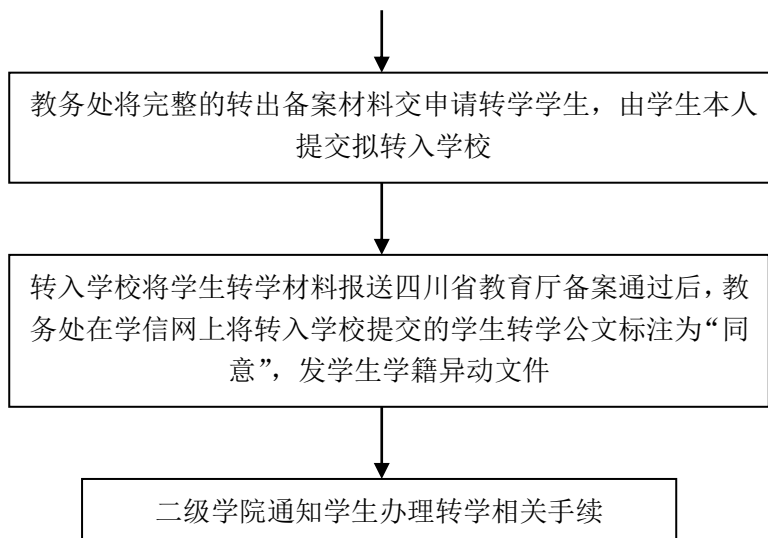 教务处将完整的转出备案材料交申请转学学生，由学生本人
提交拟转入学校
转入学校将学生转学材料报送四川省教育厅备案通过后，教
务处在学信网上将转入学校提交的学生转学公文标注为“同
意”，发学生学籍异动文件
二级学院通知学生办理转学相关手续